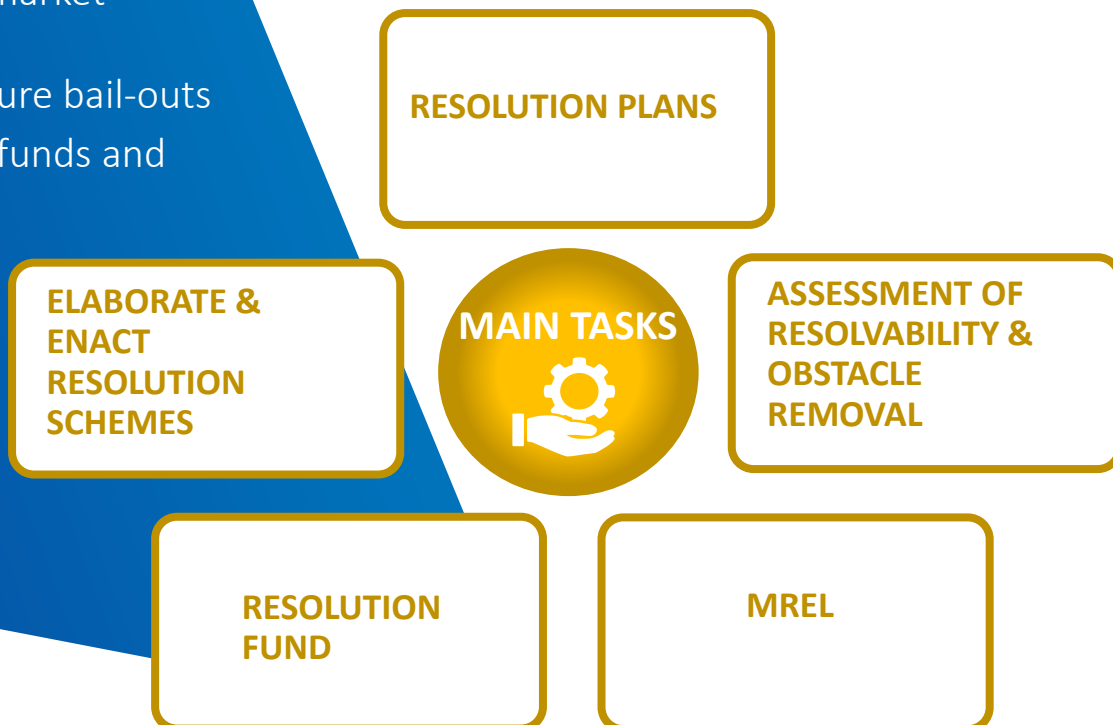 market
ure bail-outs
funds and
RESOLUTION PLANS
ELABORATE &
ENACT
RESOLUTION
SCHEMES
MAIN TASKS
ASSESSMENT OF
RESOLVABILITY &
OBSTACLE
REMOVAL
RESOLUTION
FUND
MREL